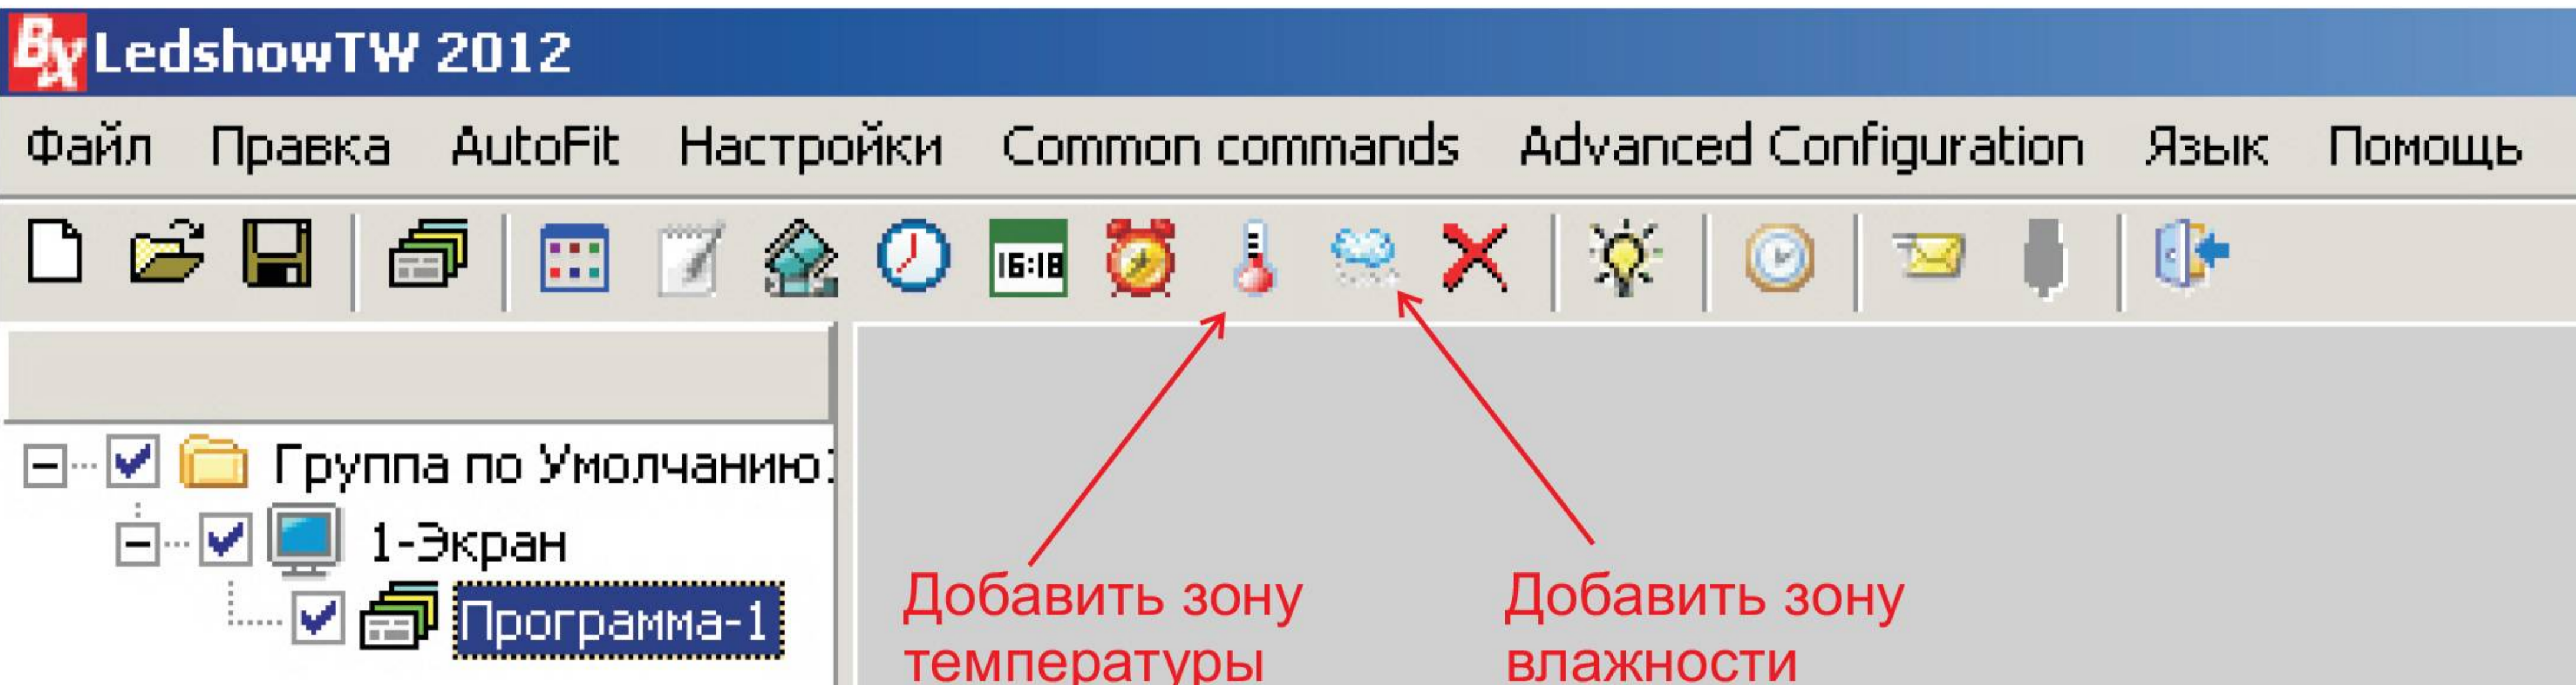 BX LedshowTW 2012
Файл Правка AutoFit Настройки Common commands Advanced Configuration Язык Помощь
16:18
Группа по Умолчанию
1-Экран
Программа-1
Добавить зону
температуры
Добавить зону
влажности